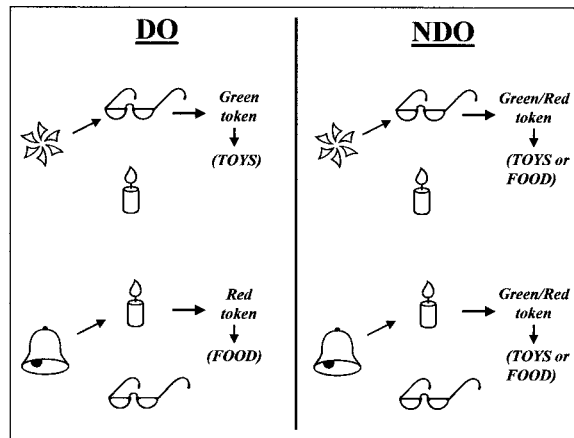 DO
Green
token
(TOYS)
Red
token
(FOOD)
NDO
Green/Red
token
(TOYS or
FOOD)
Green/Red
token
(TOYS or
FOOD)